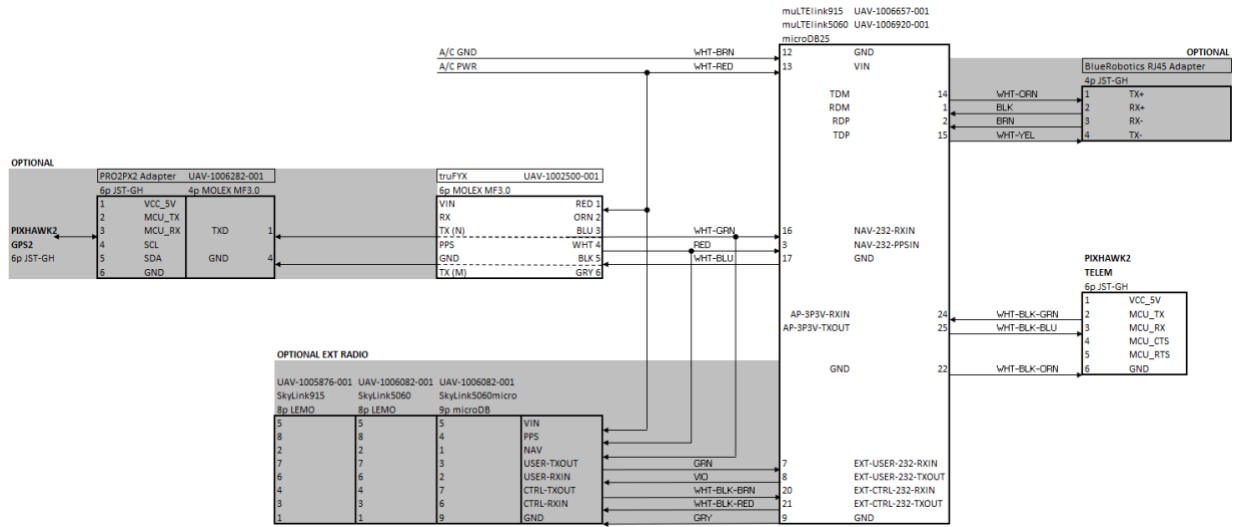 muLTElink915 UAV-1006657-001
muLTElink5060 UAV-1006920-001
microDB25
A/C GND WHT-BRN 12 GND
A/C PWR WHT-RED 13 VIN
OPTIONAL
BlueRobotics RJ45 Adapter
4p JST-GH
TDM 14 WHT-ORN 1 TX+
RDM 1 BLK 2 RX+
RDP 2 BRN 3 RX-
TDP 15 WHT-YEL 4 TX-
OPTIONAL
PRO2PX2 Adapter UAV-1006282-001
6p JST-GH 4p MOLEX MF3.0
1 VCC_5V
2 MCU_TX
PIXHAWK2 3 MCU_RX TXD 1
GPS2 4 SCL
6p JST-GH 5 SDA GND 4
6 GND
truFYX UAV-1002500-001
6p MOLEX MF3.0
VIN RED 1
RX ORN 2
TX (N) BLU 3 WHT-GRN 16 NAV-232-RXIN
PPS WHT 4 RED 3 NAV-232-PPSIN
GND BLK 5 WHT-BLU 17 GND
TX (M) GRY 6
PIXHAWK2
TELEM
6p JST-GH
1 VCC_5V
AP-3P3V-RXIN 24 WHT-BLK-GRN 2 MCU_TX
AP-3P3V-TXOUT 25 WHT-BLK-BLU 3 MCU_RX
4 MCU_CTS
5 MCU_RTS
GND 22 WHT-BLK-ORN 6 GND
OPTIONAL EXT RADIO
UAV-1005876-001 UAV-1006082-001 UAV-1006082-001
SkyLink915 SkyLink5060 SkyLink5060micro
8p LEMO 8p LEMO 9p microDB
5 5 5 VIN
8 8 4 PPS
2 2 1 NAV
7 7 3 USER-TXOUT GRN 7 EXT-USER-232-RXIN
6 6 2 USER-RXIN VIO 8 EXT-USER-232-TXOUT
4 4 7 CTRL-TXOUT WHT-BLK-BRN 20 EXT-CTRL-232-RXIN
3 3 6 CTRL-RXIN WHT-BLK-RED 21 EXT-CTRL-232-TXOUT
1 1 9 GND GRY 9 GND